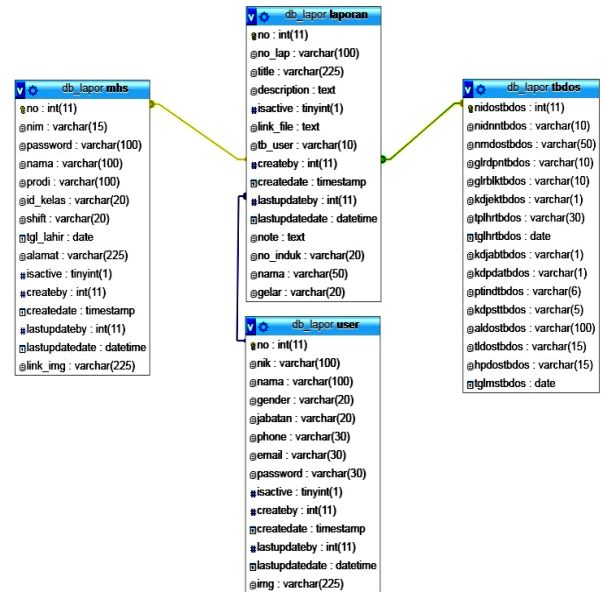 db_lapor laporan
no : int(11)
no_lap : varchar(100)
title : varchar(225)
description : text
isactive : tinyint(1)
link_file : text
tb_user : varchar(10)
createby : int(11)
createdate : timestamp
lastupdateby : int(11)
lastupdatedate : datetime
note : text
no_induk : varchar(20)
nama : varchar(50)
gelar : varchar(20)
db_lapor mhs
no : int(11)
nim : varchar(15)
password : varchar(100)
nama : varchar(100)
prodi : varchar(100)
id_kelas : varchar(20)
shift : varchar(20)
tgl_lahir : date
alamat : varchar(225)
isactive : tinyint(1)
createby : int(11)
createdate : timestamp
lastupdateby : int(11)
lastupdatedate : datetime
link_img : varchar(225)
db_lapor tbdos
nidostbdos : int(11)
nidnntbdos : varchar(10)
nmdostbdos : varchar(50)
glrdpntbdos : varchar(10)
glrblktbdos : varchar(10)
kdjektbdos : varchar(1)
tplhrtbdos : varchar(30)
tglhrtbdos : date
kdjabtbdos : varchar(1)
kdpdatbdos : varchar(1)
ptindtbdos : varchar(6)
kdpsttbdos : varchar(5)
aldostbdos : varchar(100)
tldostbdos : varchar(15)
hpdostbdos : varchar(15)
tglmstbdos : date
db_lapor user
no : int(11)
nik : varchar(100)
nama : varchar(100)
gender : varchar(20)
jabatan : varchar(20)
phone : varchar(30)
email : varchar(30)
password : varchar(30)
isactive : tinyint(1)
createby : int(11)
createdate : timestamp
lastupdateby : int(11)
lastupdatedate : datetime
img : varchar(225)